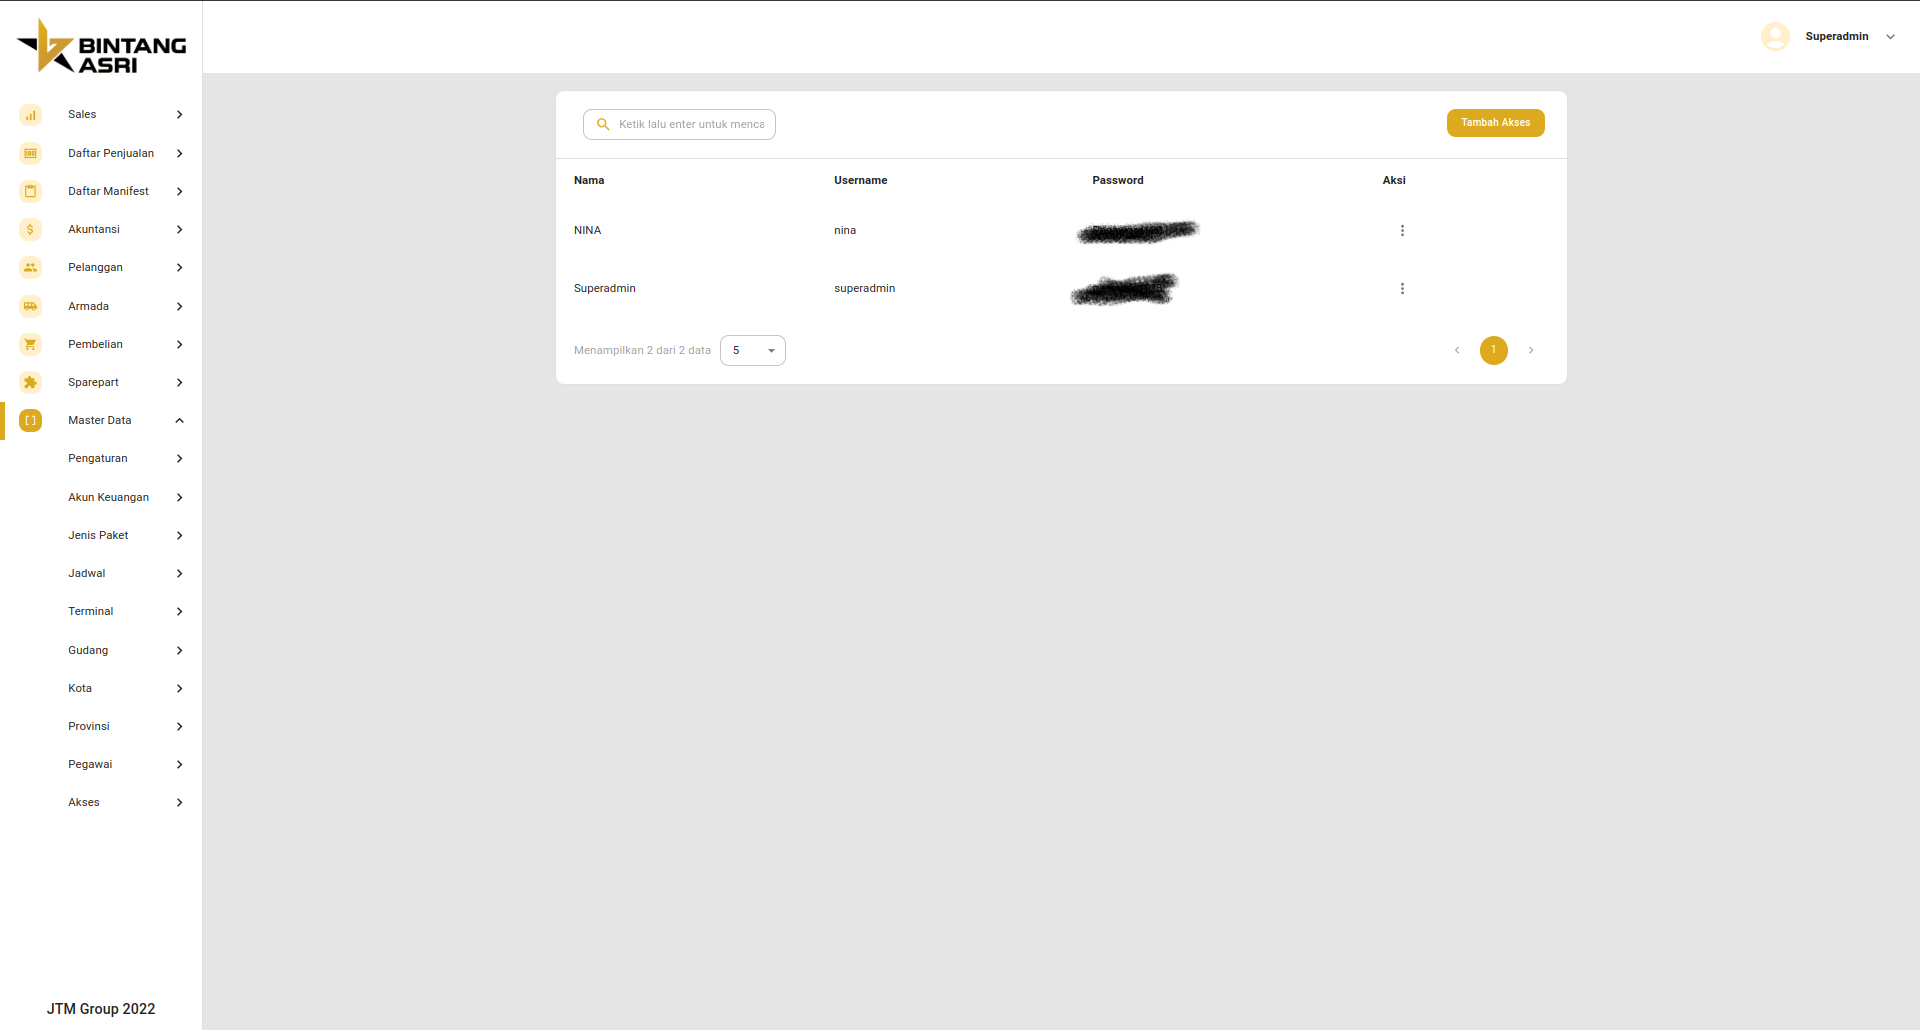 BINTANG
ASRI
Superadmin
Sales
Daftar Penjualan
Daftar Manifest
Akuntansi
Pelanggan
Armada
Pembelian
Sparepart
Master Data
Pengaturan
Akun Keuangan
Jenis Paket
Jadwal
Terminal
Gudang
Kota
Provinsi
Pegawai
Akses
JTM Group 2022
Ketik lalu enter untuk menca
Tambah Akses
Nama Username Password Aksi
NINA nina
Superadmin superadmin
Menampilkan 2 dari 2 data 5 1